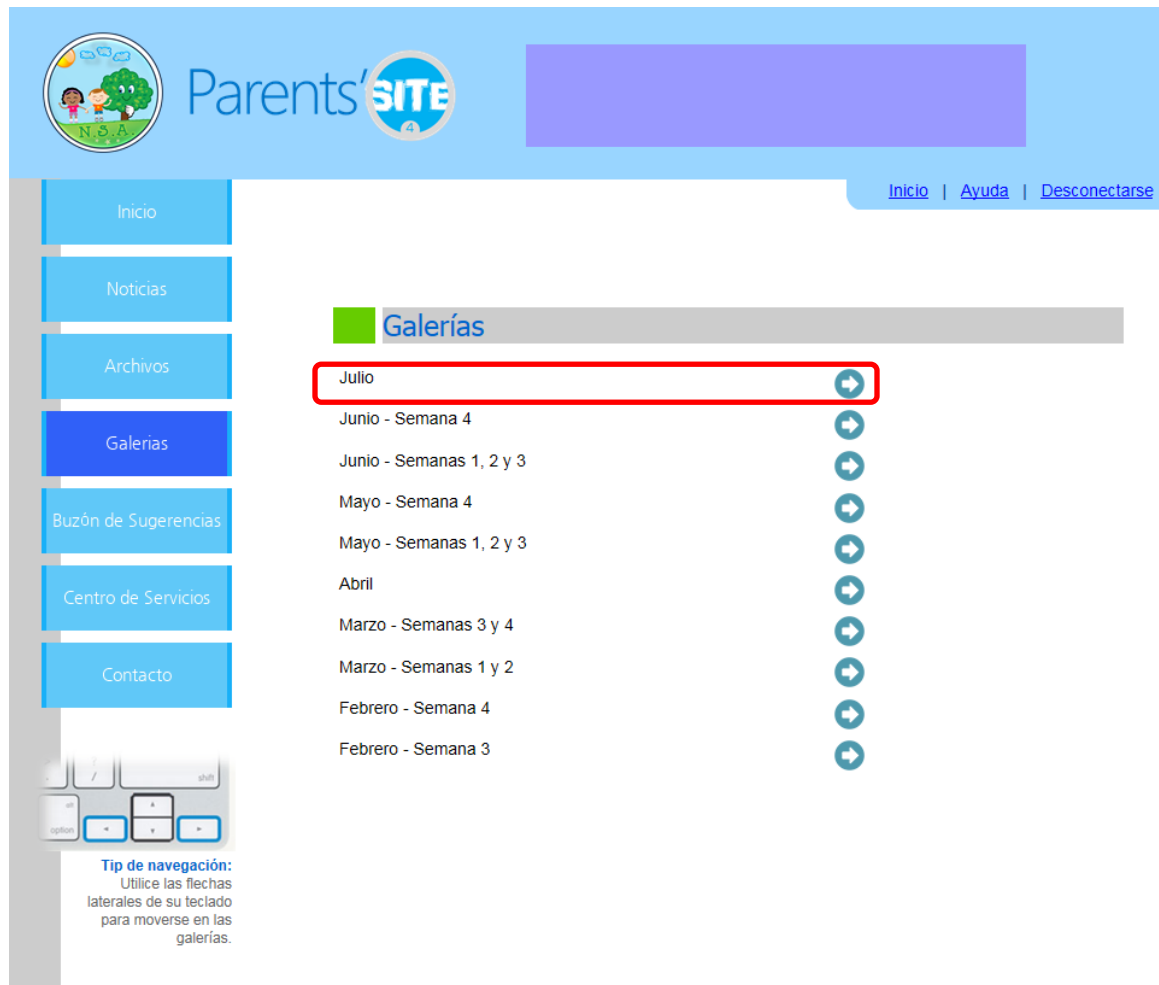 N.S.A.
Parents' SITE
4
Inicio | Ayuda | Desconectarse
Inicio
Noticias
Archivos
Galerias
Buzón de Sugerencias
Centro de Servicios
Contacto
Galerías
Julio
Junio - Semana 4
Junio - Semanas 1, 2 y 3
Mayo - Semana 4
Mayo - Semanas 1, 2 y 3
Abril
Marzo - Semanas 3 y 4
Marzo - Semanas 1 y 2
Febrero - Semana 4
Febrero - Semana 3
/
shift
alt
option
Tip de navegación:
Utilice las flechas
laterales de su teclado
para moverse en las
galerías.